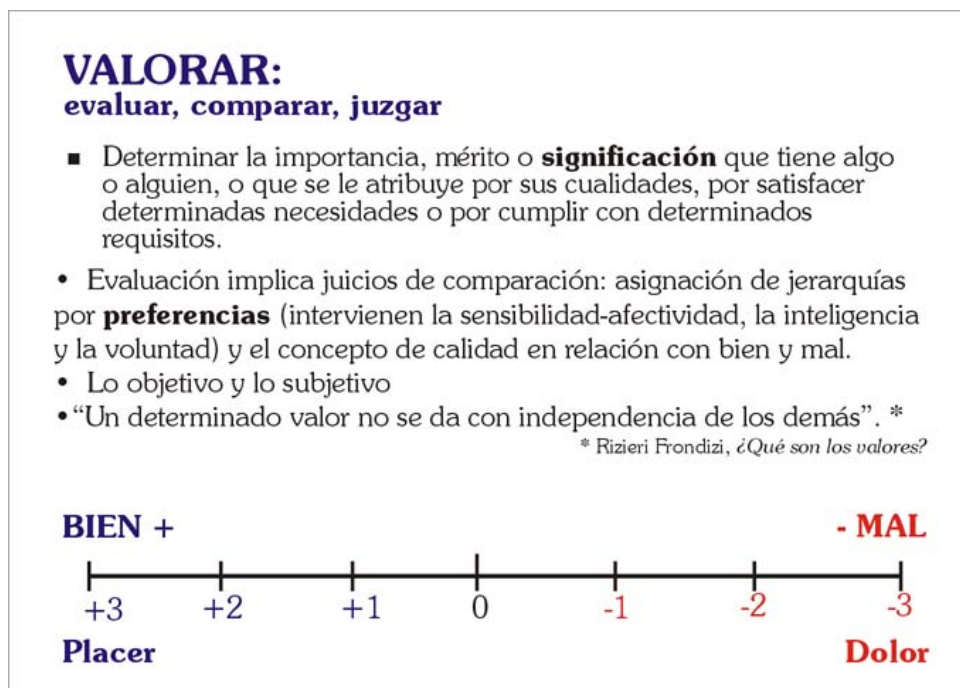 VALORAR:
evaluar, comparar, juzgar
▪ Determinar la importancia, mérito o significación que tiene algo
o alguien, o que se le atribuye por sus cualidades, por satisfacer
determinadas necesidades o por cumplir con determinados
requisitos.
• Evaluación implica juicios de comparación: asignación de jerarquías
por preferencias (intervienen la sensibilidad-afectividad, la inteligencia
y la voluntad) y el concepto de calidad en relación con bien y mal.
• Lo objetivo y lo subjetivo
• “Un determinado valor no se da con independencia de los demás”. *
* Rizieri Frondizi, ¿Qué son los valores?
BIEN + - MAL
+3 +2 +1 0 -1 -2 -3
Placer Dolor